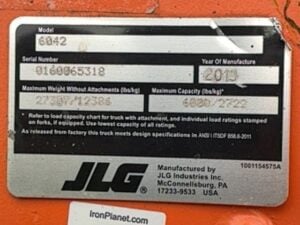 Model
6042
Serial Number Year Of Manufacture
0160065318 2013
Maximum Weight Without Attachments (lbs/kg) Maximum Capacity (lbs/kg)*
27307/12386 6000/2722
* Refer to load capacity chart for truck with attachment, and individual load ratings stamped
on forks, if equipped. Use lowest capacity of all ratings.
As released from factory this truck meets design specifications in ANSI / ITSDF B56.6-2011
JLG® Manufactured by 1001154575A
JLG Industries Inc.
McConnellsburg, PA
17233-9533 USA
IronPlanet.com